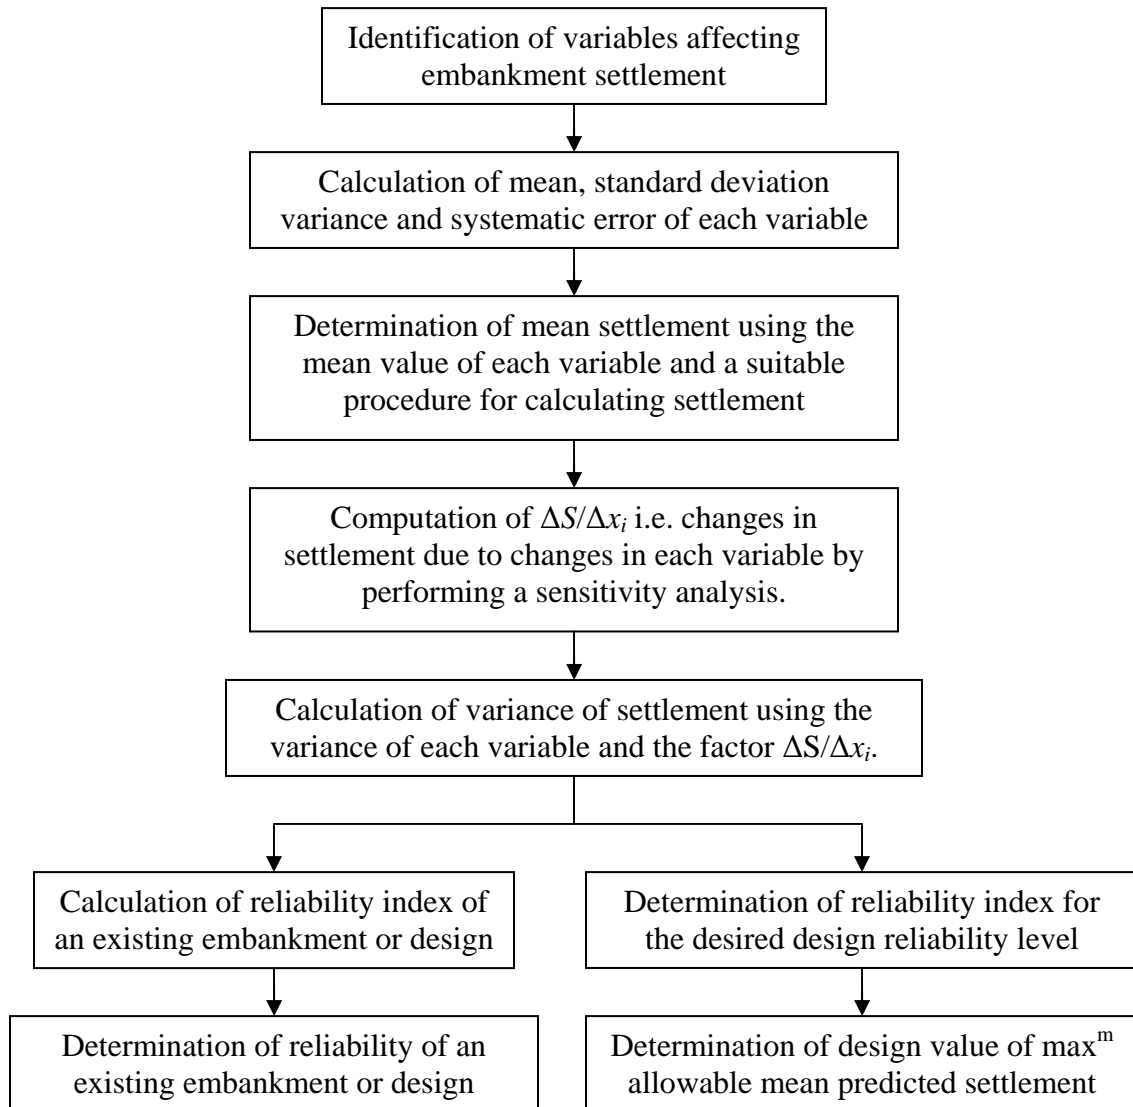 Identification of variables affecting
embankment settlement
Calculation of mean, standard deviation
variance and systematic error of each variable
Determination of mean settlement using the
mean value of each variable and a suitable
procedure for calculating settlement
Computation of ΔS/Δxᵢ i.e. changes in
settlement due to changes in each variable by
performing a sensitivity analysis.
Calculation of variance of settlement using the
variance of each variable and the factor ΔS/Δxᵢ.
Calculation of reliability index of
an existing embankment or design
Determination of reliability index for
the desired design reliability level
Determination of reliability of an
existing embankment or design
Determination of design value of maxᵐ
allowable mean predicted settlement